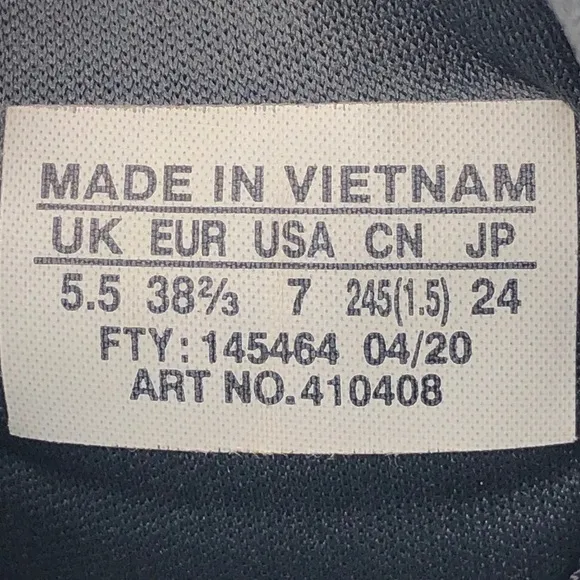 MADE IN VIETNAM
UK EUR USA CN JP
5.5 38⅔ 7 245(1.5) 24
FTY: 145464 04/20
ART NO.410408